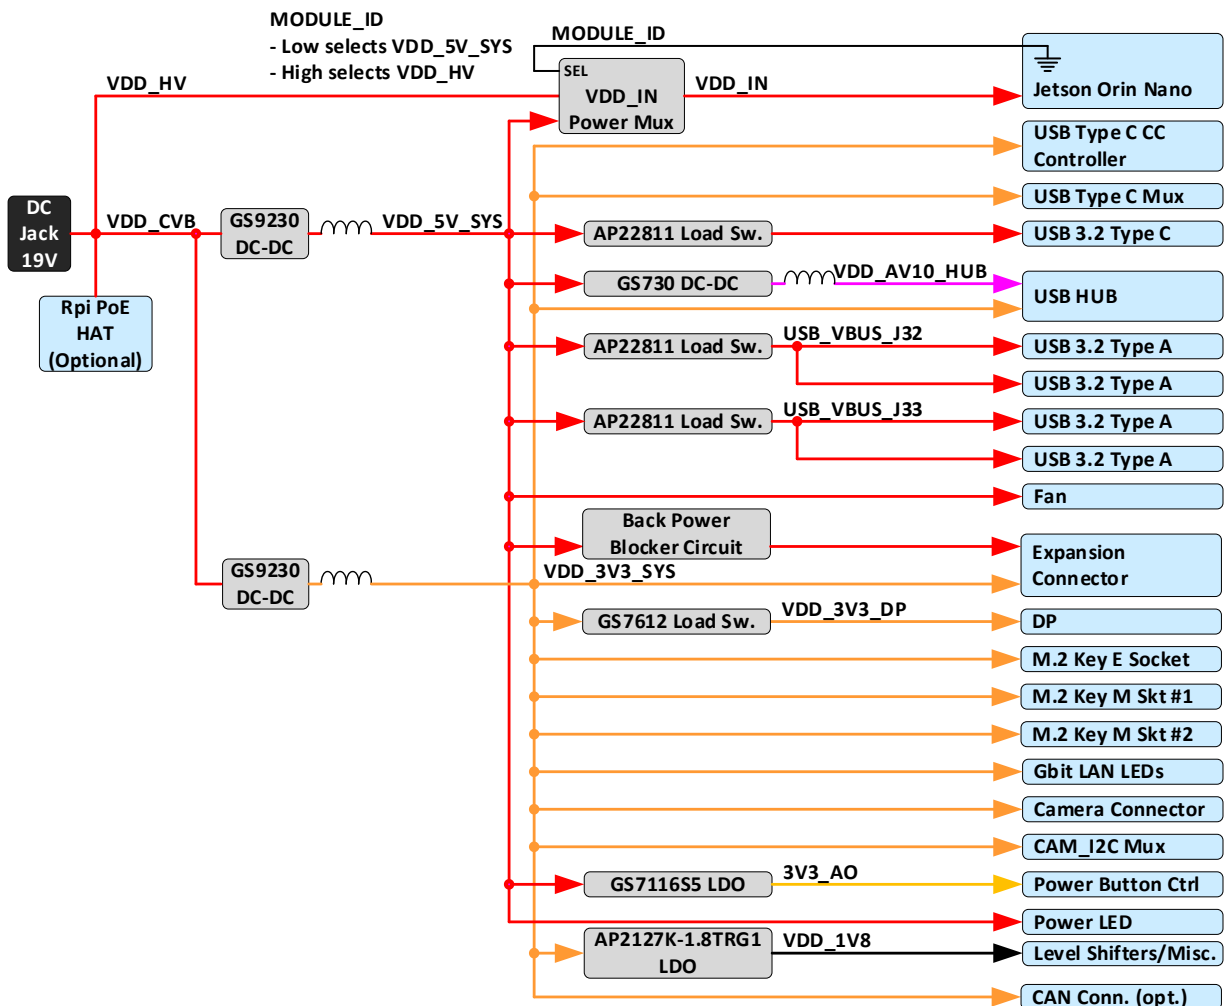 MODULE_ID
- Low selects VDD_5V_SYS
- High selects VDD_HV
MODULE_ID
SEL
VDD_IN
Power Mux
VDD_HV
VDD_IN
Jetson Orin Nano
USB Type C CC
Controller
USB Type C Mux
DC
Jack
19V
VDD_CVB
GS9230
DC-DC
VDD_5V_SYS
AP22811 Load Sw.
USB 3.2 Type C
Rpi PoE
HAT
(Optional)
GS730 DC-DC
VDD_AV10_HUB
USB HUB
AP22811 Load Sw.
USB_VBUS_J32
USB 3.2 Type A
USB 3.2 Type A
AP22811 Load Sw.
USB_VBUS_J33
USB 3.2 Type A
USB 3.2 Type A
Fan
Back Power
Blocker Circuit
Expansion
Connector
GS9230
DC-DC
VDD_3V3_SYS
GS7612 Load Sw.
VDD_3V3_DP
DP
M.2 Key E Socket
M.2 Key M Skt #1
M.2 Key M Skt #2
Gbit LAN LEDs
Camera Connector
CAM_I2C Mux
GS7116S5 LDO
3V3_AO
Power Button Ctrl
Power LED
AP2127K-1.8TRG1
LDO
VDD_1V8
Level Shifters/Misc.
CAN Conn. (opt.)